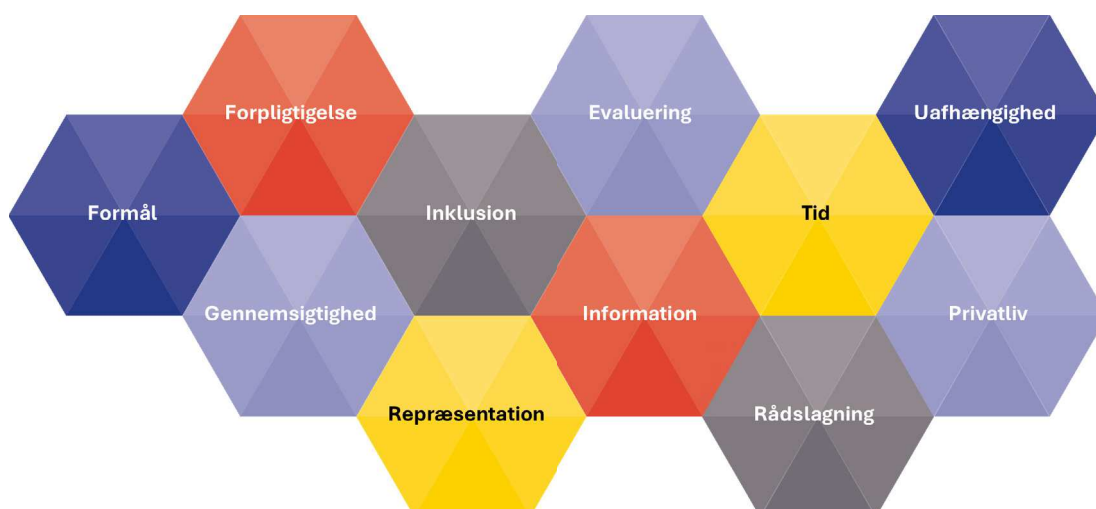 Forpligtigelse
Evaluering
Uafhængighed
Formål
Inklusion
Tid
Gennemsigtighed
Information
Privatliv
Repræsentation
Rådslagning